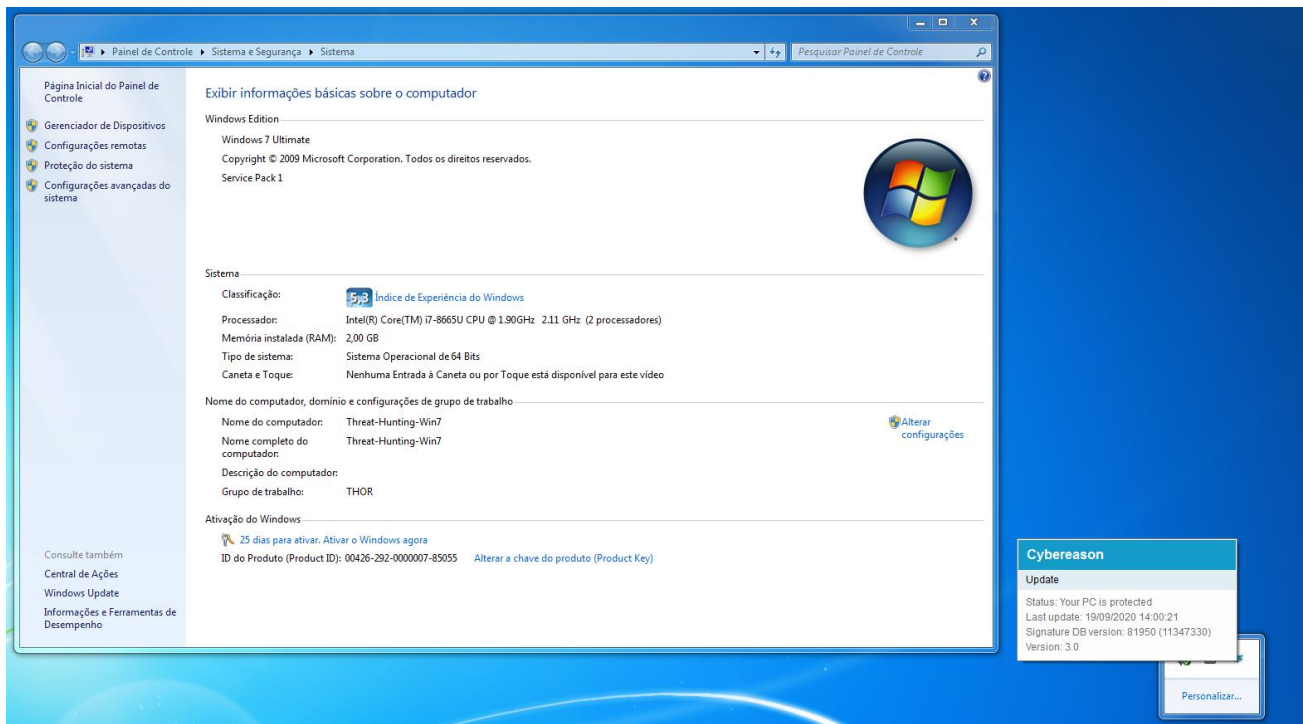 Painel de Controle Sistema e Segurança Sistema
Pesquisar Painel de Controle
Página Inicial do Painel de
Controle
Gerenciador de Dispositivos
Configurações remotas
Proteção do sistema
Configurações avançadas do
sistema
Exibir informações básicas sobre o computador
Windows Edition
Windows 7 Ultimate
Copyright © 2009 Microsoft Corporation. Todos os direitos reservados.
Service Pack 1
Sistema
Classificação: 5,3 Índice de Experiência do Windows
Processador: Intel(R) Core(TM) i7-8665U CPU @ 1.90GHz 2.11 GHz (2 processadores)
Memória instalada (RAM): 2,00 GB
Tipo de sistema: Sistema Operacional de 64 Bits
Caneta e Toque: Nenhuma Entrada à Caneta ou por Toque está disponível para este vídeo
Nome do computador, domínio e configurações de grupo de trabalho
Nome do computador: Threat-Hunting-Win7
Alterar
configurações
Nome completo do
computador: Threat-Hunting-Win7
Descrição do computador:
Grupo de trabalho: THOR
Ativação do Windows
25 dias para ativar. Ativar o Windows agora
ID do Produto (Product ID): 00426-292-0000007-85055 Alterar a chave do produto (Product Key)
Consulte também
Central de Ações
Windows Update
Informações e Ferramentas de
Desempenho
Cybereason
Update
Status: Your PC is protected
Last update: 19/09/2020 14:00:21
Signature DB version: 81950 (11347330)
Version: 3.0
Personalizar...